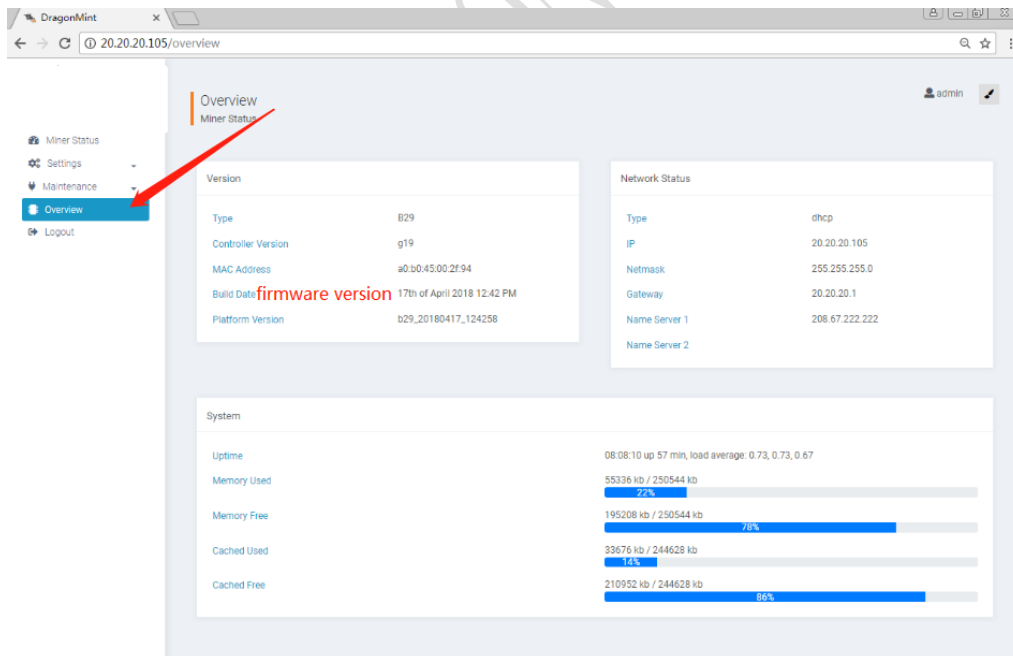 DragonMint
20.20.20.105/overview
Overview
Miner Status
admin
Miner Status
Settings
Maintenance
Overview
Logout
Version
Type B29
Controller Version g19
MAC Address a0:b0:45:00:2f:94
Build Date firmware version 17th of April 2018 12:42 PM
Platform Version b29_20180417_124258
Network Status
Type dhcp
IP 20.20.20.105
Netmask 255.255.255.0
Gateway 20.20.20.1
Name Server 1 208.67.222.222
Name Server 2
System
Uptime 08:08:10 up 57 min, load average: 0.73, 0.73, 0.67
Memory Used 55336 kb / 250544 kb
22%
Memory Free 195208 kb / 250544 kb
78%
Cached Used 33676 kb / 244628 kb
14%
Cached Free 210952 kb / 244628 kb
86%